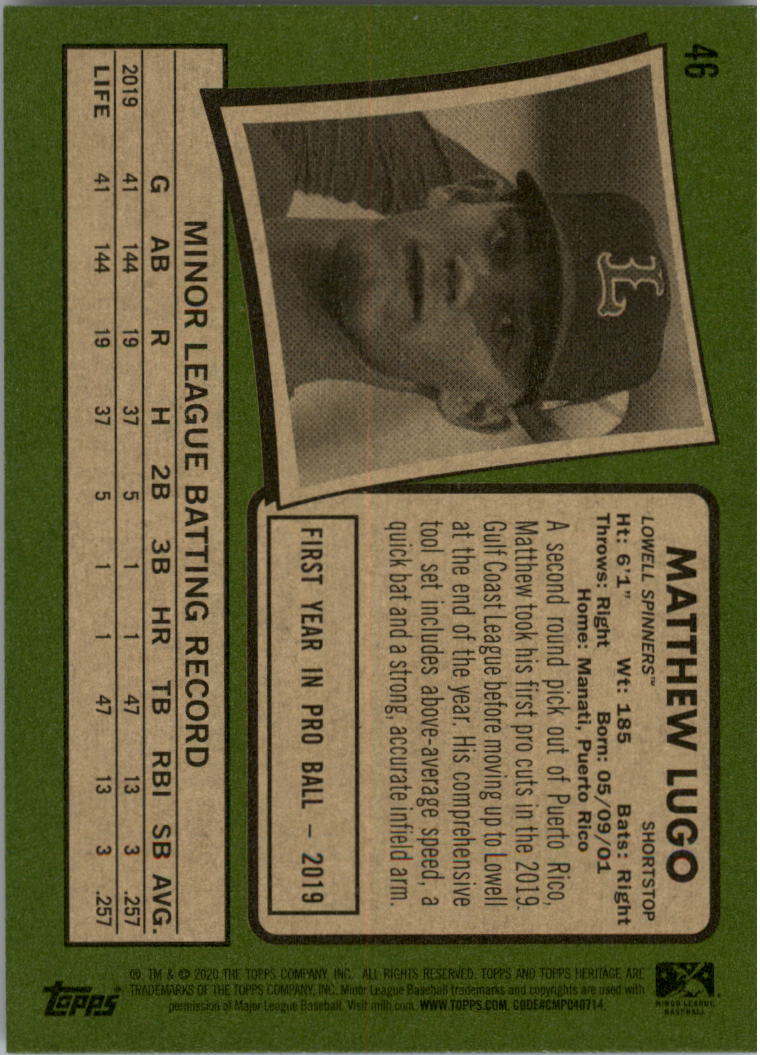 46
L
MATTHEW LUGO
LOWELL SPINNERS™ SHORTSTOP
Ht: 6'1" Wt: 185 Bats: Right
Throws: Right Born: 05/09/01
Home: Manati, Puerto Rico
A second round pick out of Puerto Rico,
Matthew took his first pro cuts in the 2019
Gulf Coast League before moving up to Lowell
at the end of the year. His comprehensive
tool set includes above-average speed, a
quick bat and a strong, accurate infield arm.
FIRST YEAR IN PRO BALL – 2019
MINOR LEAGUE BATTING RECORD
G AB R H 2B 3B HR TB RBI SB AVG.
2019 41 144 19 37 5 1 1 47 13 3 .257
LIFE 41 144 19 37 5 1 1 47 13 3 .257
MINOR LEAGUE
BASEBALL
®, TM & © 2020 THE TOPPS COMPANY, INC. ALL RIGHTS RESERVED. TOPPS AND TOPPS HERITAGE ARE
TRADEMARKS OF THE TOPPS COMPANY, INC. Minor League Baseball trademarks and copyrights are used with
permission of Major League Baseball. Visit milb.com. WWW.TOPPS.COM. CODE#CMP040714
topps